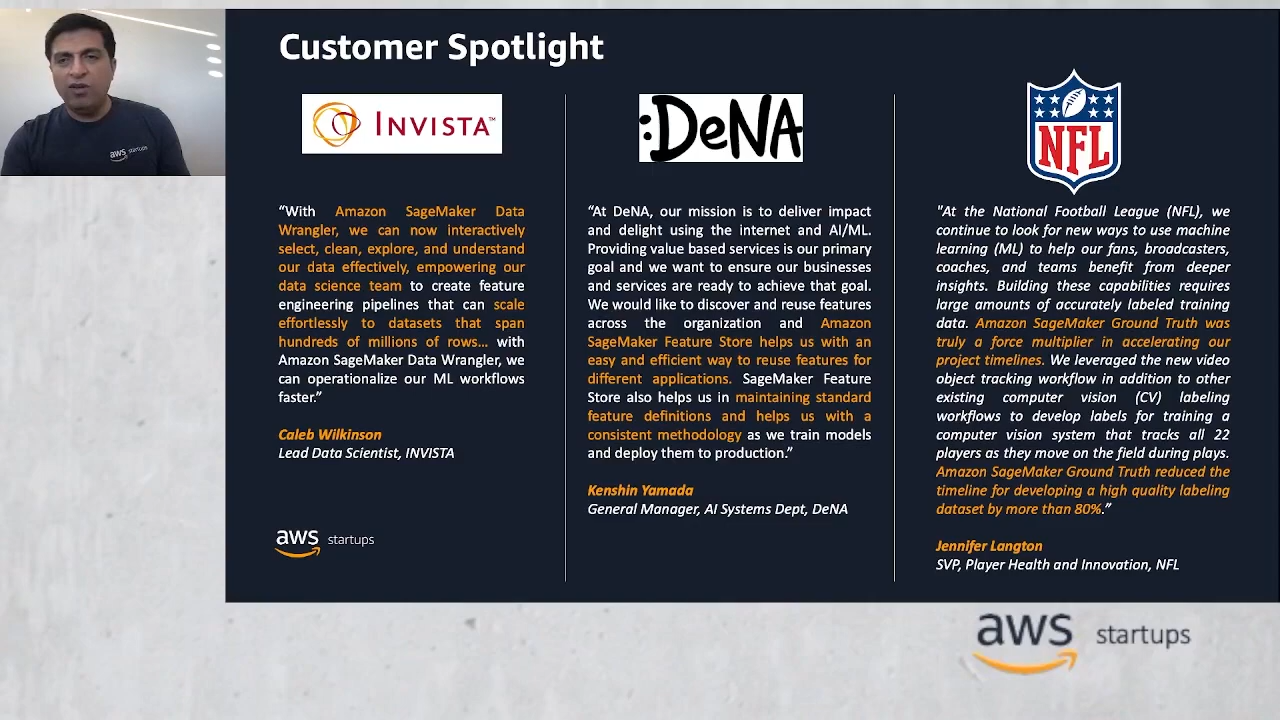 Customer Spotlight
INVISTA™
“With Amazon SageMaker Data
Wrangler, we can now interactively
select, clean, explore, and understand
our data effectively, empowering our
data science team to create feature
engineering pipelines that can scale
effortlessly to datasets that span
hundreds of millions of rows... with
Amazon SageMaker Data Wrangler, we
can operationalize our ML workflows
faster.”
Caleb Wilkinson
Lead Data Scientist, INVISTA
:DeNA
“At DeNA, our mission is to deliver impact
and delight using the internet and AI/ML.
Providing value based services is our primary
goal and we want to ensure our businesses
and services are ready to achieve that goal.
We would like to discover and reuse features
across the organization and Amazon
SageMaker Feature Store helps us with an
easy and efficient way to reuse features for
different applications. SageMaker Feature
Store also helps us in maintaining standard
feature definitions and helps us with a
consistent methodology as we train models
and deploy them to production.”
Kenshin Yamada
General Manager, AI Systems Dept, DeNA
NFL
"At the National Football League (NFL), we
continue to look for new ways to use machine
learning (ML) to help our fans, broadcasters,
coaches, and teams benefit from deeper
insights. Building these capabilities requires
large amounts of accurately labeled training
data. Amazon SageMaker Ground Truth was
truly a force multiplier in accelerating our
project timelines. We leveraged the new video
object tracking workflow in addition to other
existing computer vision (CV) labeling
workflows to develop labels for training a
computer vision system that tracks all 22
players as they move on the field during plays.
Amazon SageMaker Ground Truth reduced the
timeline for developing a high quality labeling
dataset by more than 80%.”
Jennifer Langton
SVP, Player Health and Innovation, NFL
aws startups
aws startups
aws startups